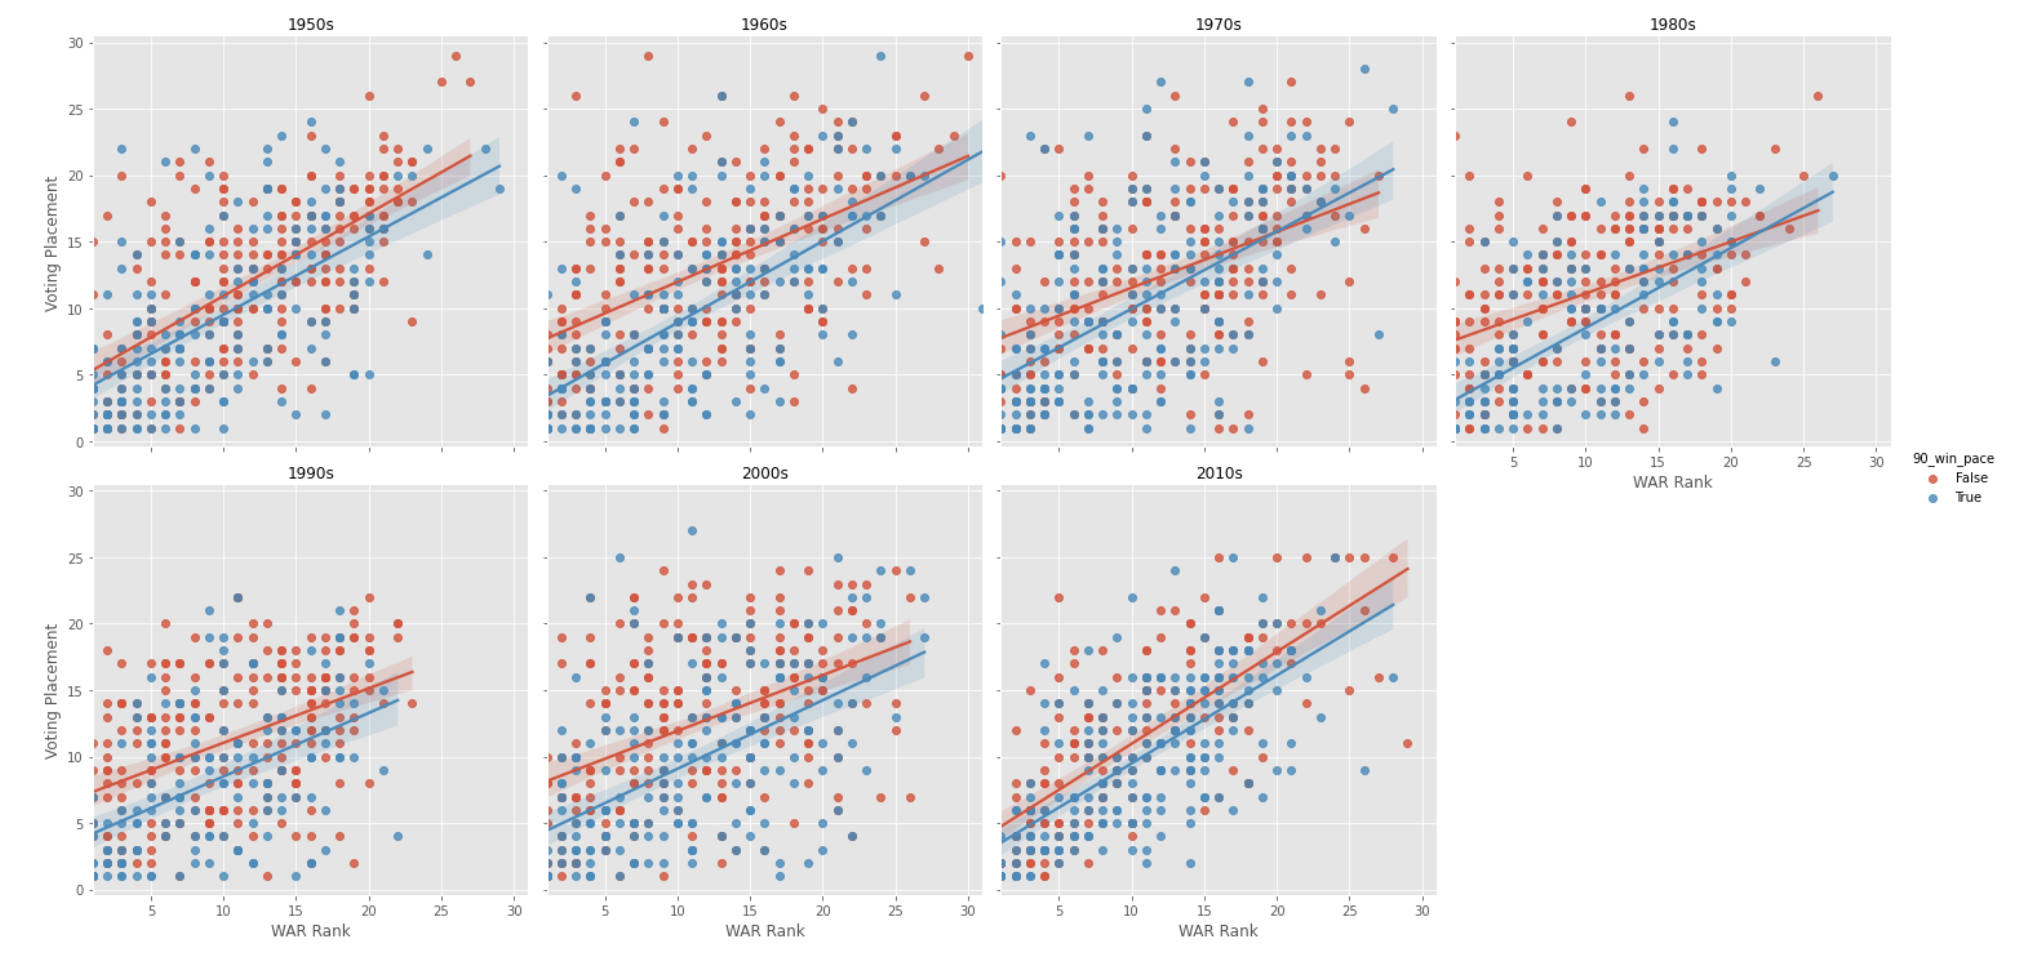 1950s 1960s 1970s 1980s
30
25
20
15
10
5
0
Voting Placement
5 10 15 20 25 30
WAR Rank
90_win_pace
False
True
1990s 2000s 2010s
30
25
20
15
10
5
0
Voting Placement
5 10 15 20 25 30 5 10 15 20 25 30 5 10 15 20 25 30
WAR Rank WAR Rank WAR Rank